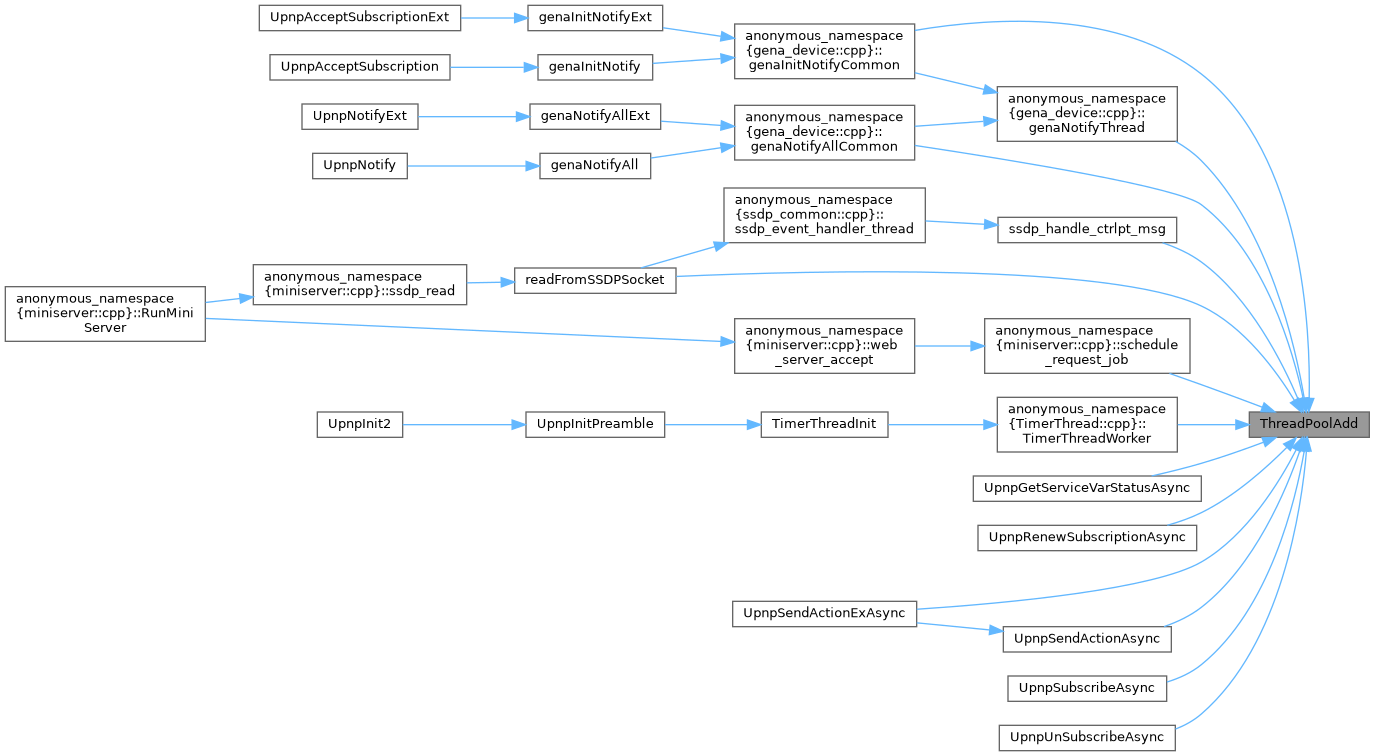 UpnpAcceptSubscriptionExt
genaInitNotifyExt
anonymous_namespace
{gena_device::cpp}::
genaInitNotifyCommon
UpnpAcceptSubscription
genaInitNotify
anonymous_namespace
{gena_device::cpp}::
genaNotifyThread
UpnpNotifyExt
genaNotifyAllExt
anonymous_namespace
{gena_device::cpp}::
genaNotifyAllCommon
UpnpNotify
genaNotifyAll
anonymous_namespace
{ssdp_common::cpp}::
ssdp_event_handler_thread
ssdp_handle_ctrlpt_msg
anonymous_namespace
{miniserver::cpp}::ssdp_read
readFromSSDPSocket
anonymous_namespace
{miniserver::cpp}::RunMini
Server
anonymous_namespace
{miniserver::cpp}::web
_server_accept
anonymous_namespace
{miniserver::cpp}::schedule
_request_job
UpnpInit2
UpnpInitPreamble
TimerThreadInit
anonymous_namespace
{TimerThread::cpp}::
TimerThreadWorker
ThreadPoolAdd
UpnpGetServiceVarStatusAsync
UpnpRenewSubscriptionAsync
UpnpSendActionExAsync
UpnpSendActionAsync
UpnpSubscribeAsync
UpnpUnSubscribeAsync